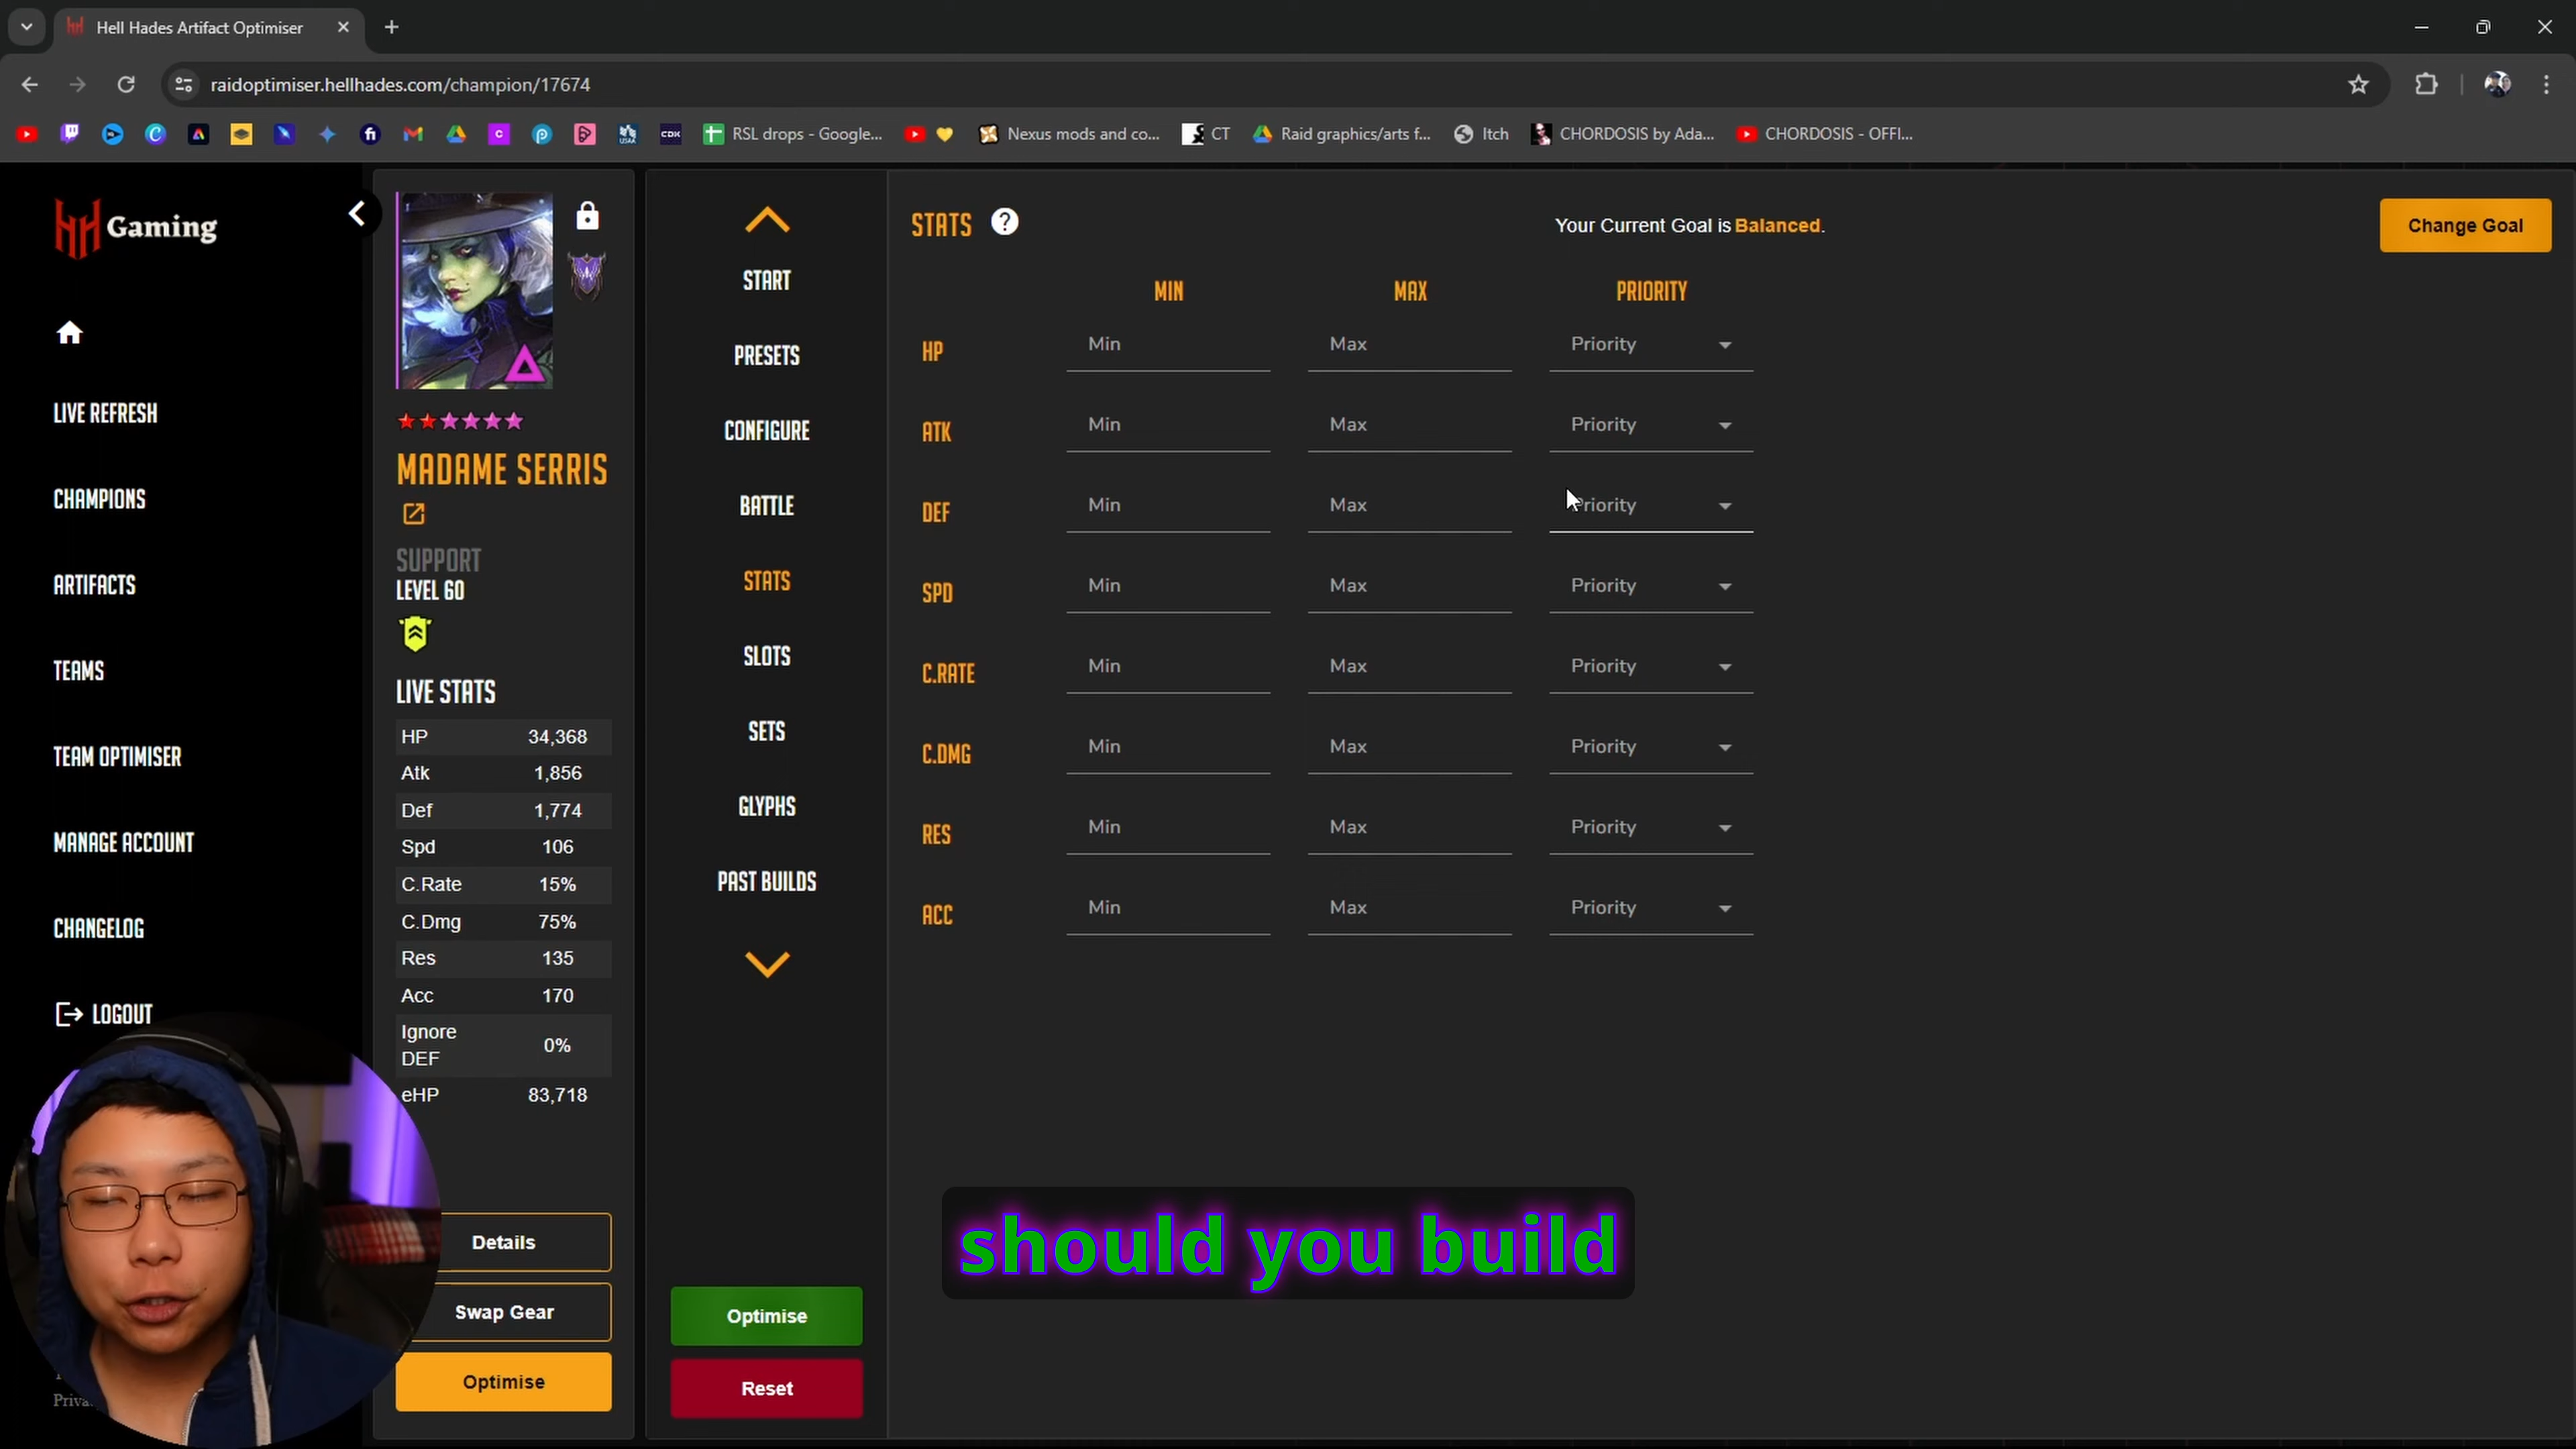 Hell Hades Artifact Optimiser
raidoptimiser.hellhades.com/champion/17674
RSL drops - Google...
Nexus mods and co...
CT
Raid graphics/arts f...
Itch
CHORDOSIS by Ada...
CHORDOSIS - OFFI...
HH Gaming
LIVE REFRESH
CHAMPIONS
ARTIFACTS
TEAMS
TEAM OPTIMISER
MANAGE ACCOUNT
CHANGELOG
LOGOUT
MADAME SERRIS
SUPPORT
LEVEL 60
LIVE STATS
HP 34,368
Atk 1,856
Def 1,774
Spd 106
C.Rate 15%
C.Dmg 75%
Res 135
Acc 170
Ignore DEF 0%
eHP 83,718
Details
Swap Gear
Optimise
START
PRESETS
CONFIGURE
BATTLE
STATS
SLOTS
SETS
GLYPHS
PAST BUILDS
Optimise
Reset
STATS ?
Your Current Goal is Balanced.
Change Goal
MIN MAX PRIORITY
HP Min Max Priority
ATK Min Max Priority
DEF Min Max Priority
SPD Min Max Priority
C.RATE Min Max Priority
C.DMG Min Max Priority
RES Min Max Priority
ACC Min Max Priority
should you build